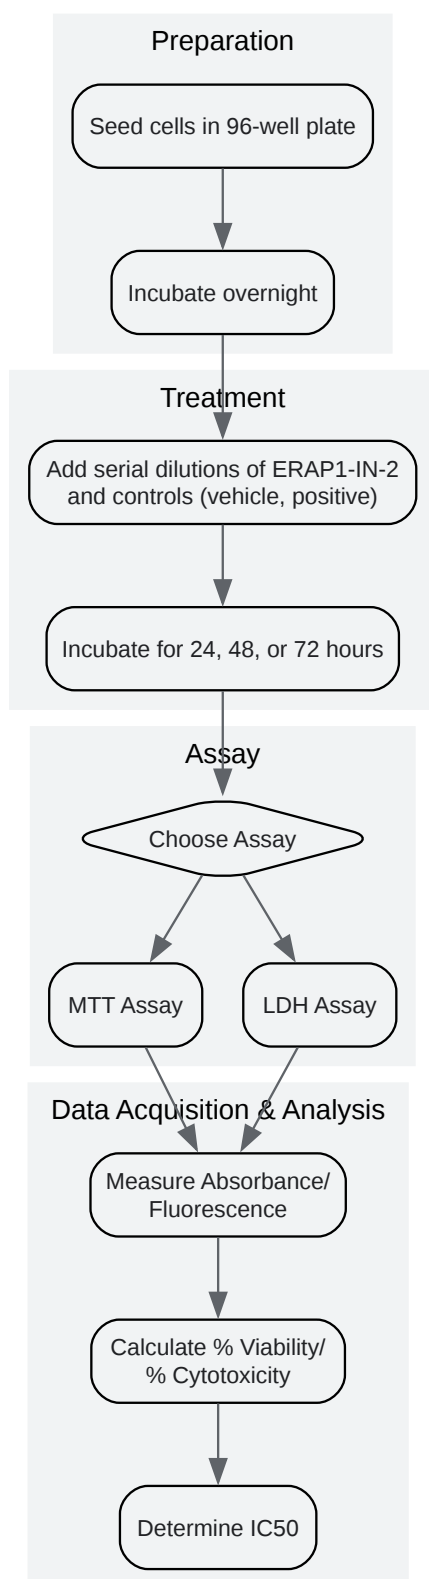 Preparation
Seed cells in 96-well plate
Incubate overnight
Treatment
Add serial dilutions of ERAP1-IN-2
and controls (vehicle, positive)
Incubate for 24, 48, or 72 hours
Assay
Choose Assay
MTT Assay
LDH Assay
Data Acquisition & Analysis
Measure Absorbance/
Fluorescence
Calculate % Viability/
% Cytotoxicity
Determine IC50